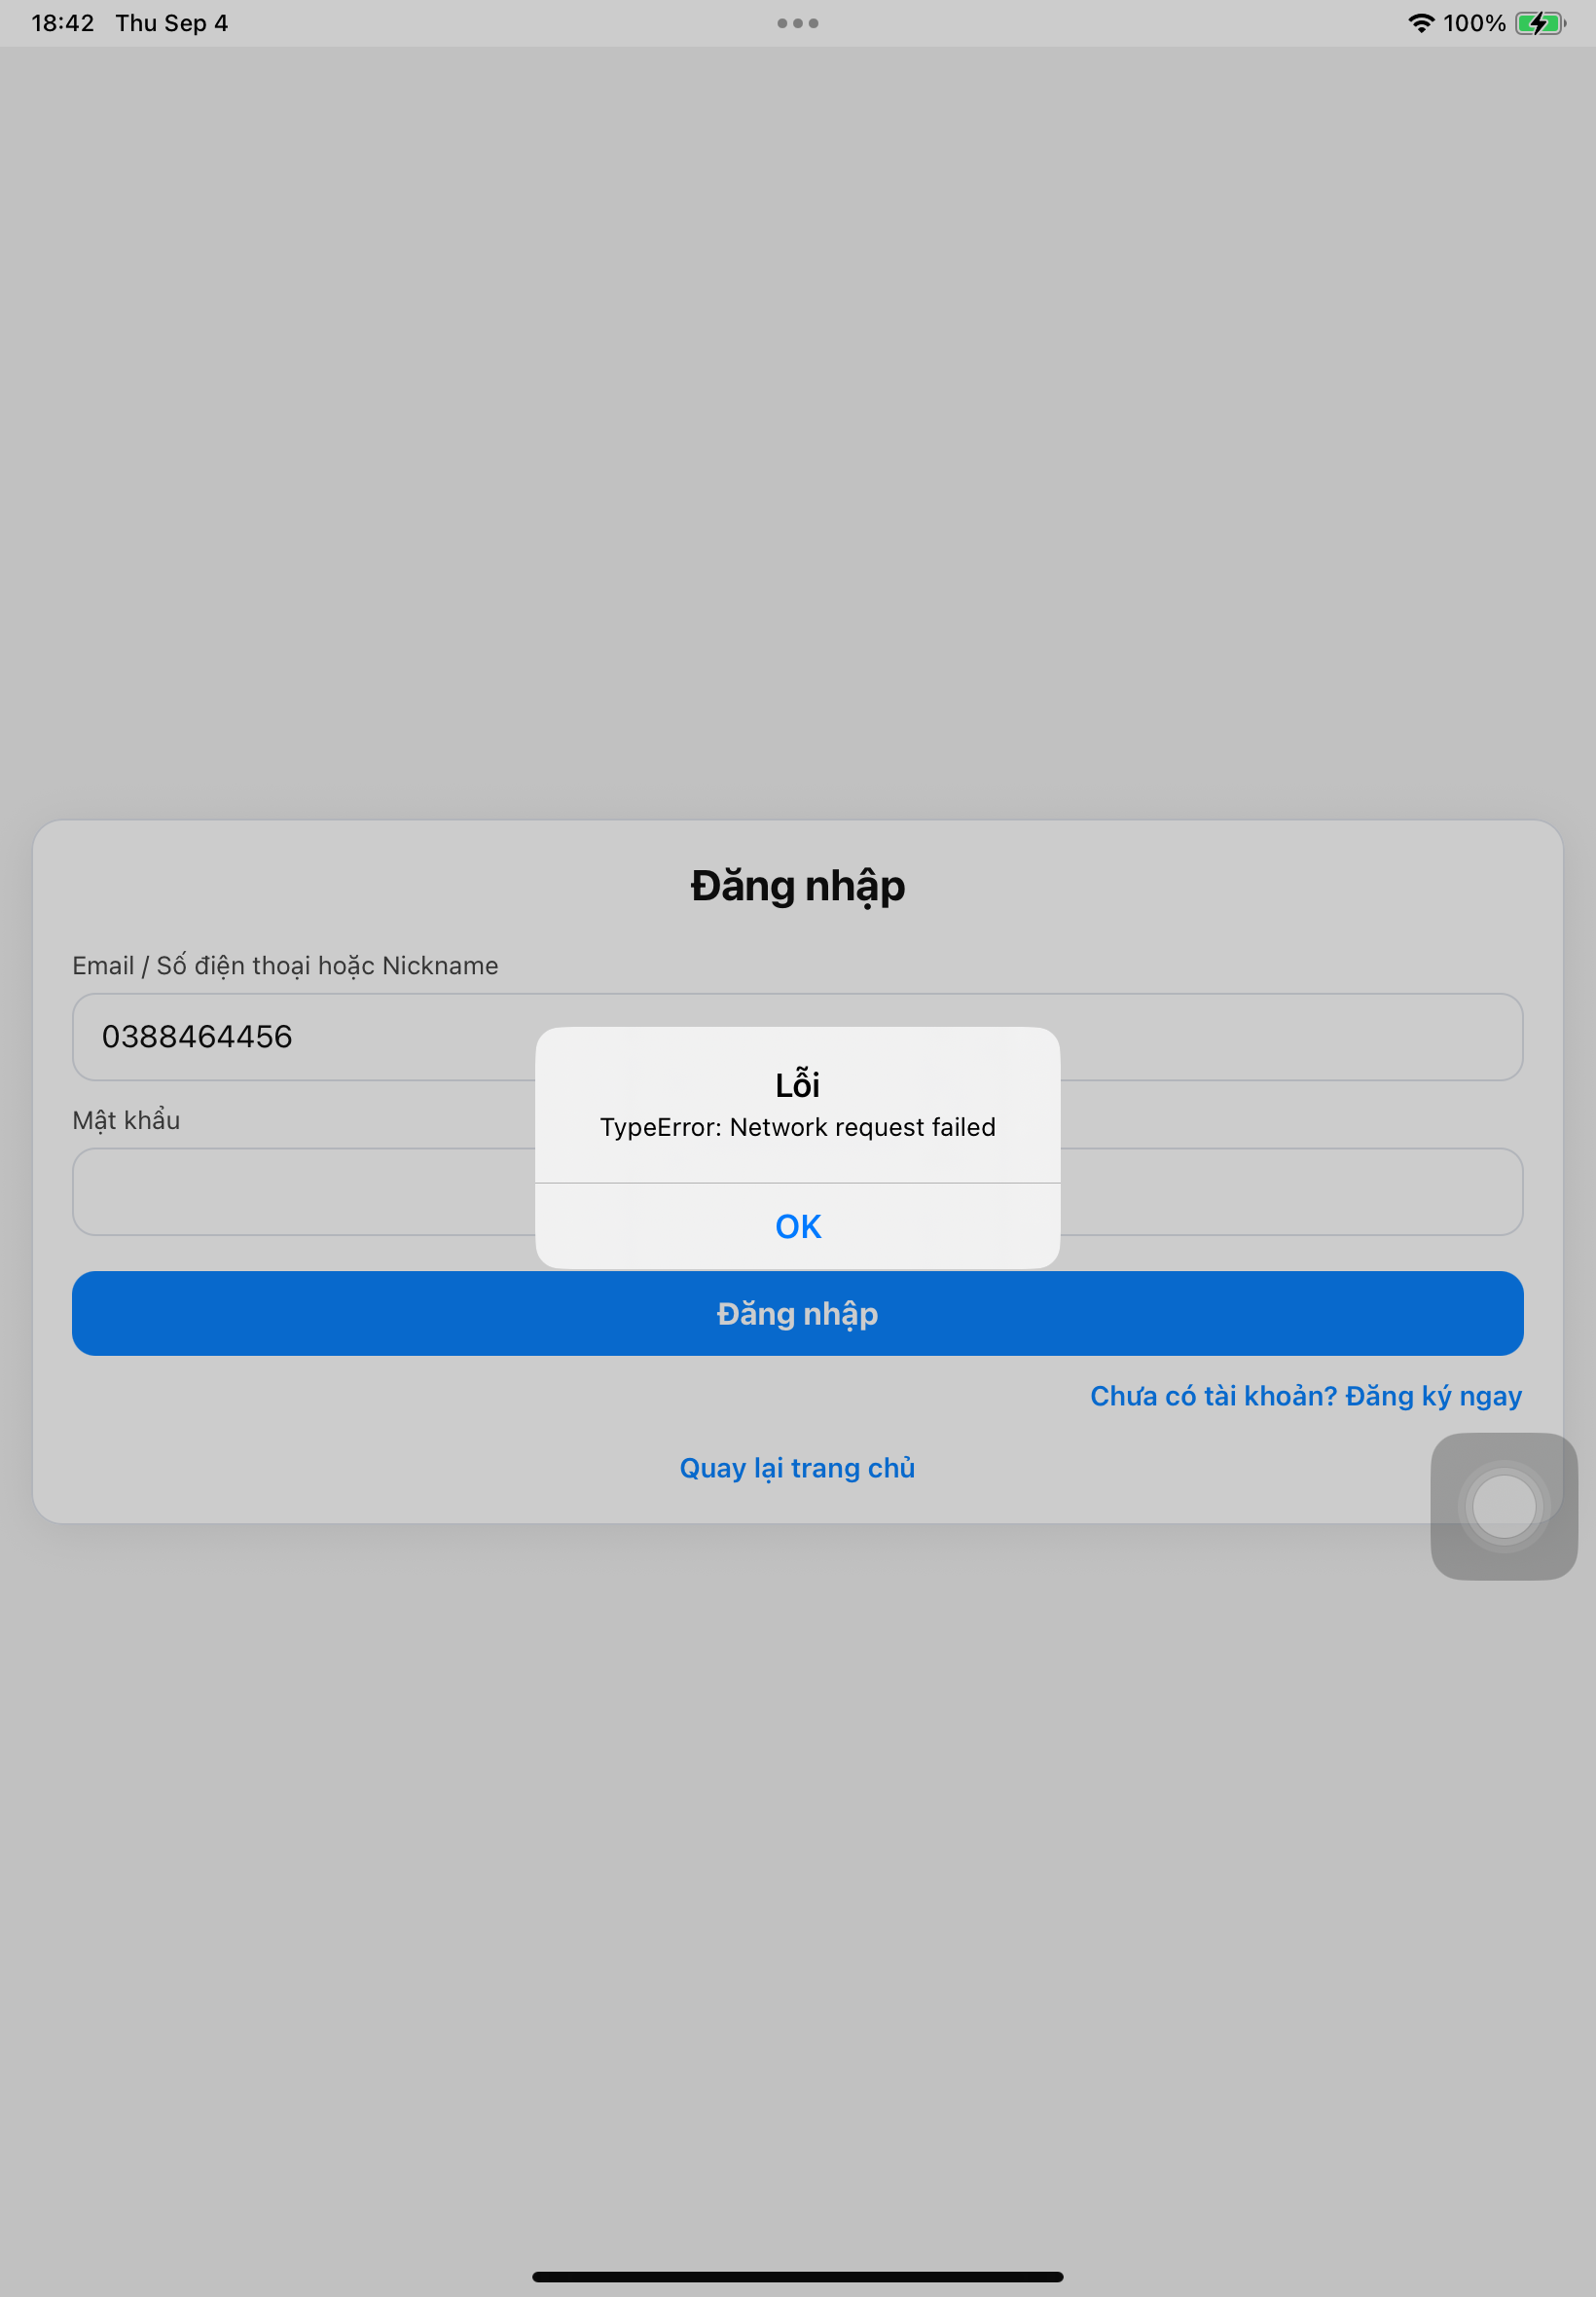 18:42 Thu Sep 4
100%
Đăng nhập
Email / Số điện thoại hoặc Nickname
0388464456
Lỗi
TypeError: Network request failed
OK
Mật khẩu
Đăng nhập
Chưa có tài khoản? Đăng ký ngay
Quay lại trang chủ